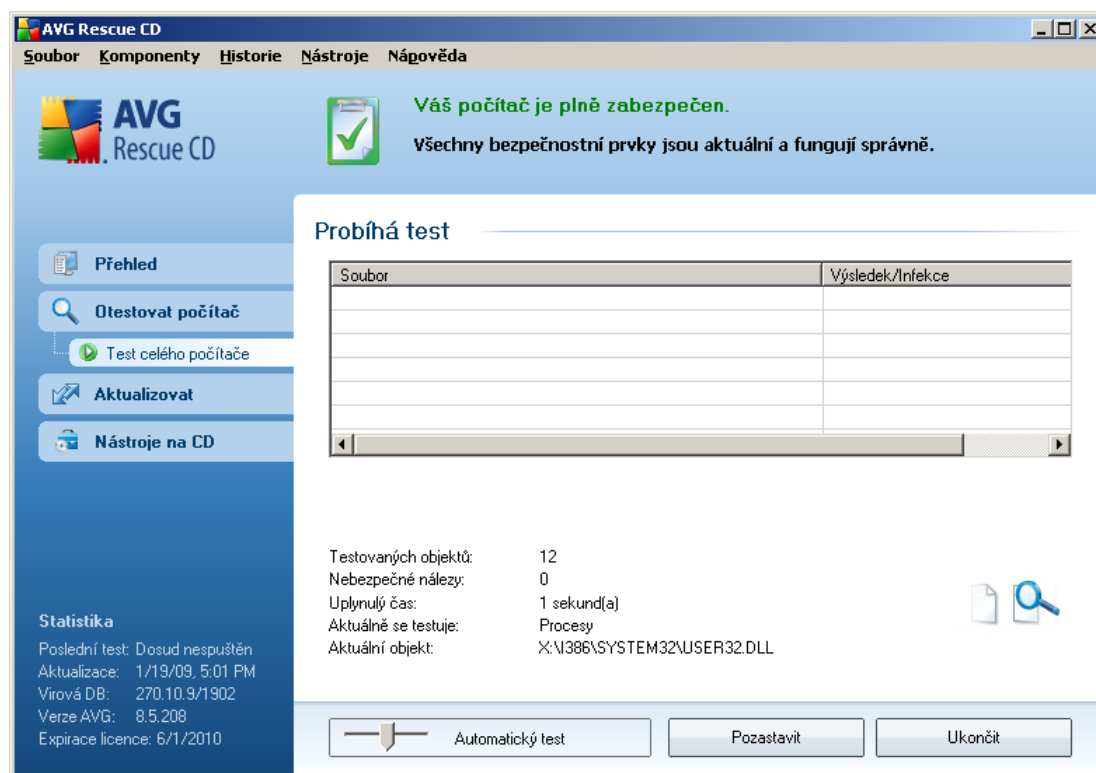 AVG Rescue CD
Soubor Komponenty Historie Nástroje Nápověda
AVG
Rescue CD
Váš počítač je plně zabezpečen.
Všechny bezpečnostní prvky jsou aktuální a fungují správně.
Přehled
Otestovat počítač
Test celého počítače
Aktualizovat
Nástroje na CD
Statistika
Poslední test: Dosud nespuštěn
Aktualizace: 1/19/09, 5:01 PM
Virová DB: 270.10.9/1902
Verze AVG: 8.5.208
Expirace licence: 6/1/2010
Probíhá test
Soubor Výsledek/Infekce
Testovaných objektů: 12
Nebezpečné nálezy: 0
Uplynulý čas: 1 sekund(a)
Aktuálně se testuje: Procesy
Aktuální objekt: X:\I386\SYSTEM32\USER32.DLL
Automatický test Pozastavit Ukončit